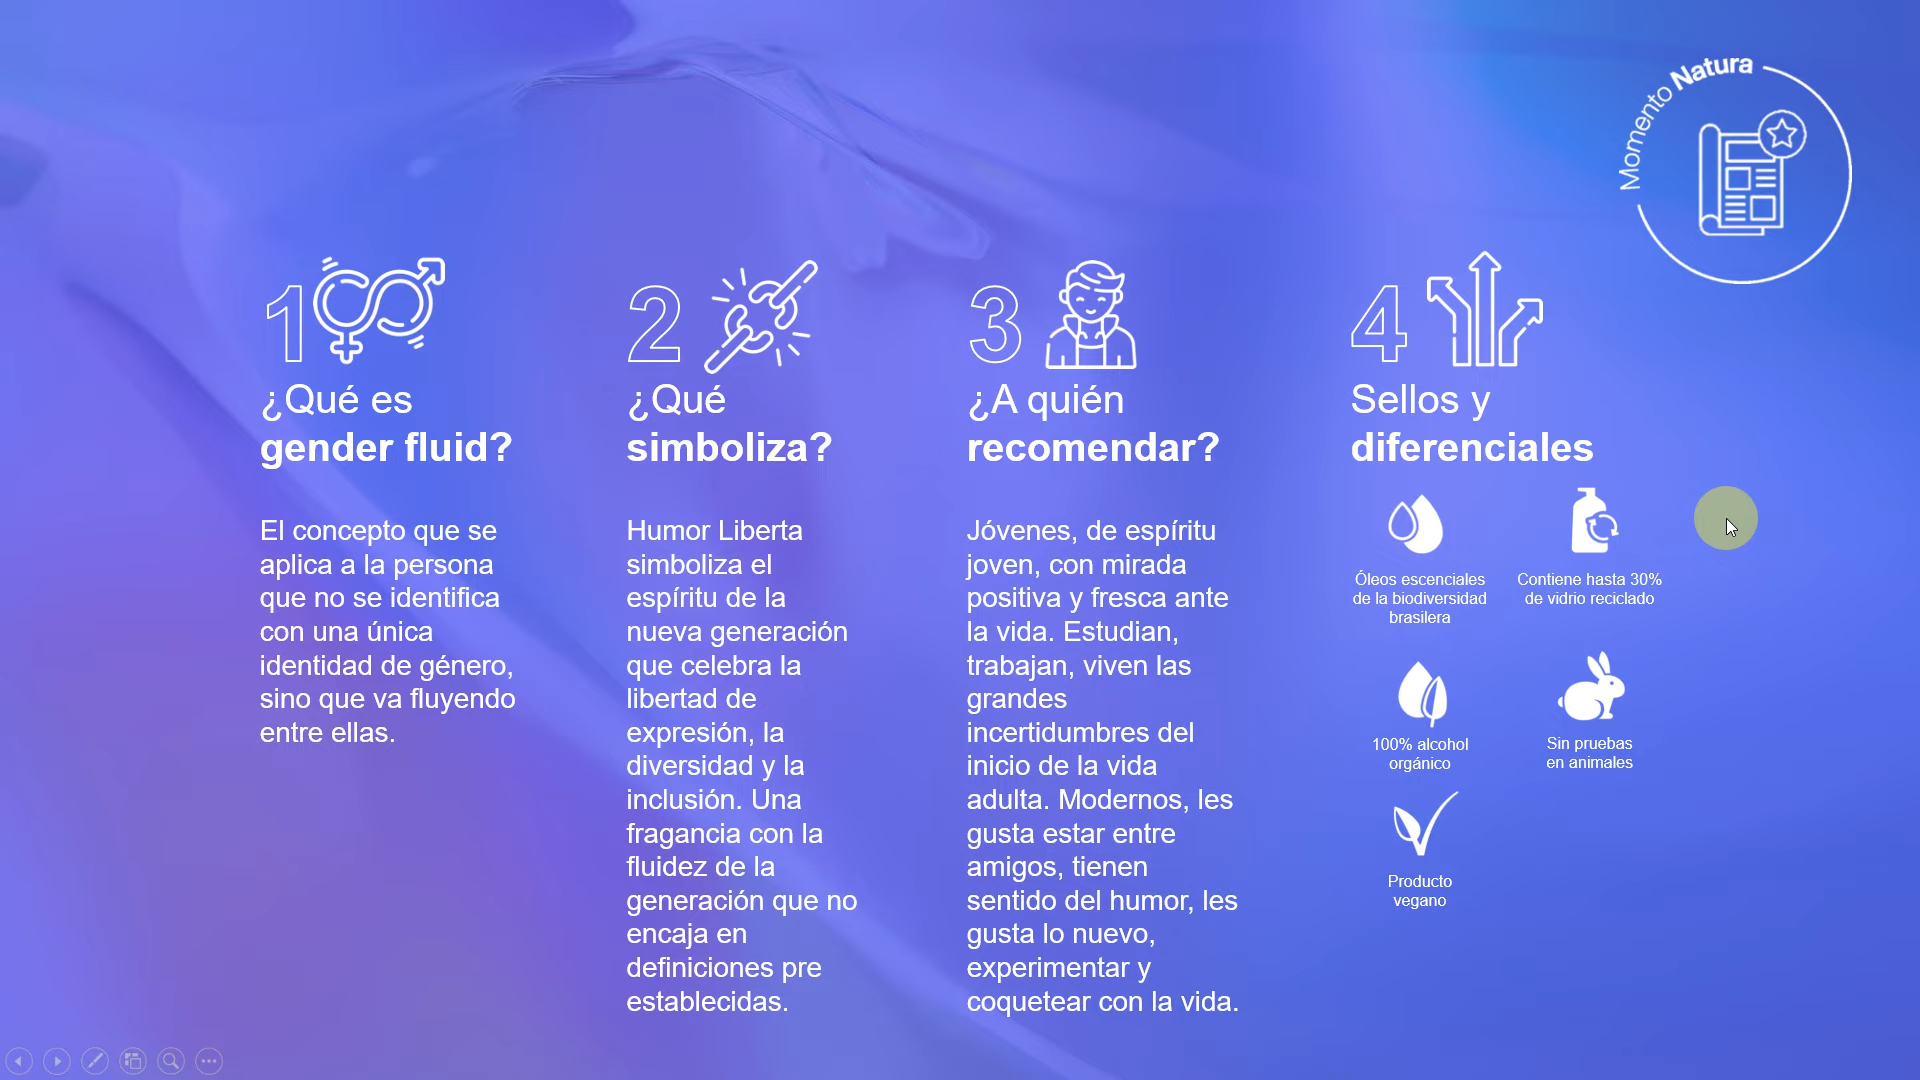 Momento Natura
1
¿Qué es
gender fluid?
El concepto que se
aplica a la persona
que no se identifica
con una única
identidad de género,
sino que va fluyendo
entre ellas.
2
¿Qué
simboliza?
Humor Liberta
simboliza el
espíritu de la
nueva generación
que celebra la
libertad de
expresión, la
diversidad y la
inclusión. Una
fragancia con la
fluidez de la
generación que no
encaja en
definiciones pre
establecidas.
3
¿A quién
recomendar?
Jóvenes, de espíritu
joven, con mirada
positiva y fresca ante
la vida. Estudian,
trabajan, viven las
grandes
incertidumbres del
inicio de la vida
adulta. Modernos, les
gusta estar entre
amigos, tienen
sentido del humor, les
gusta lo nuevo,
experimentar y
coquetear con la vida.
4
Sellos y
diferenciales
Óleos escenciales
de la biodiversidad
brasilera
Contiene hasta 30%
de vidrio reciclado
100% alcohol
orgánico
Sin pruebas
en animales
Producto
vegano